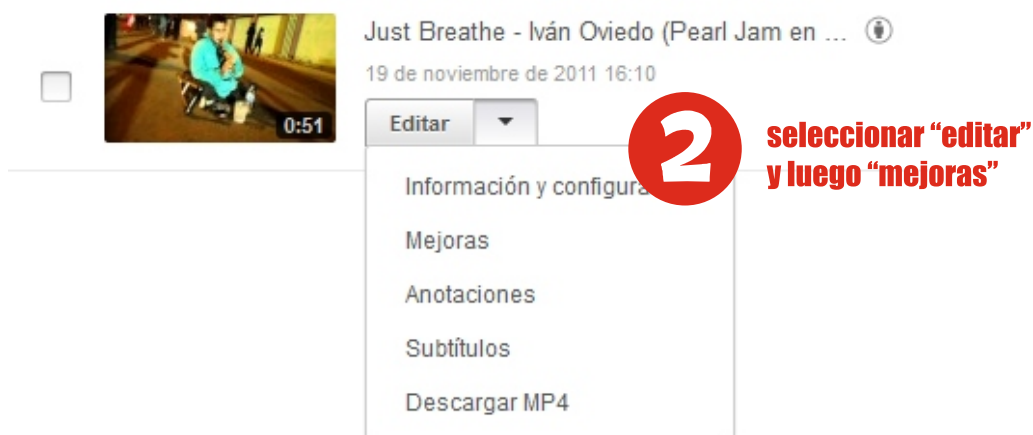 Just Breathe - Iván Oviedo (Pearl Jam en ...
19 de noviembre de 2011 16:10
0:51
Editar
2
seleccionar “editar”
y luego “mejoras”
Información y configura
Mejoras
Anotaciones
Subtítulos
Descargar MP4